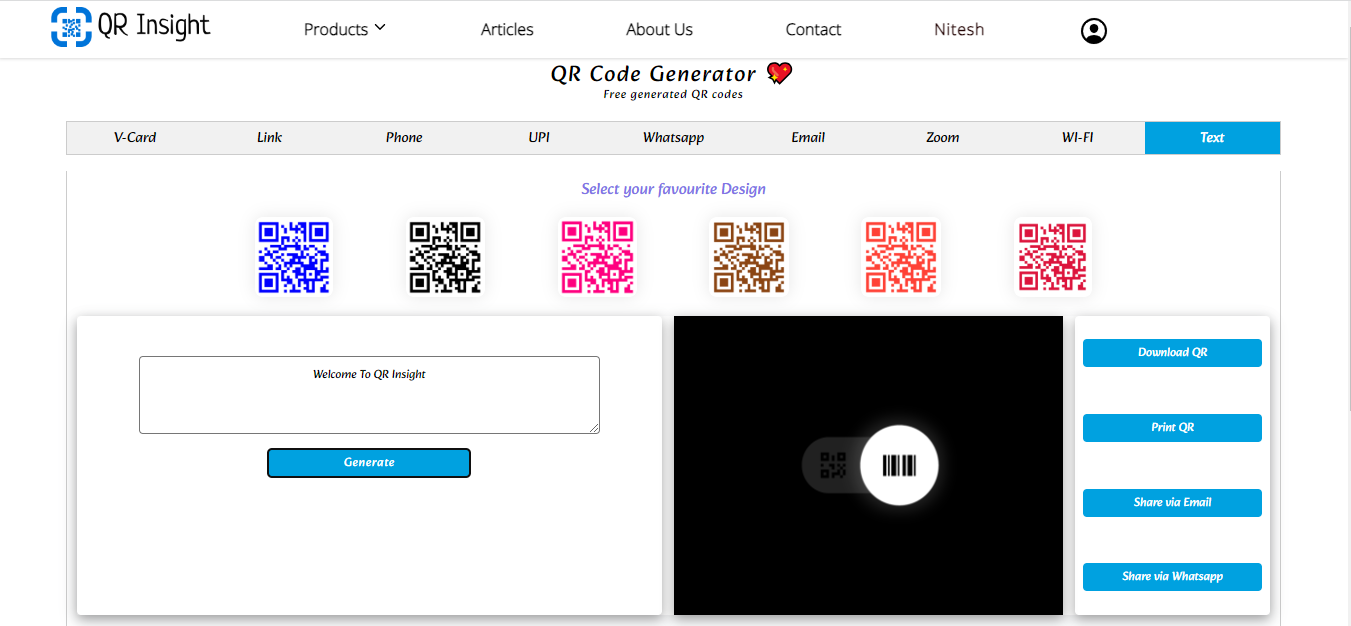 QR Insight
Products
Articles
About Us
Contact
Nitesh
QR Code Generator
Free generated QR codes
V-Card
Link
Phone
UPI
Whatsapp
Email
Zoom
WI-FI
Text
Select your favourite Design
Welcome To QR Insight
Generate
Download QR
Print QR
Share via Email
Share via Whatsapp